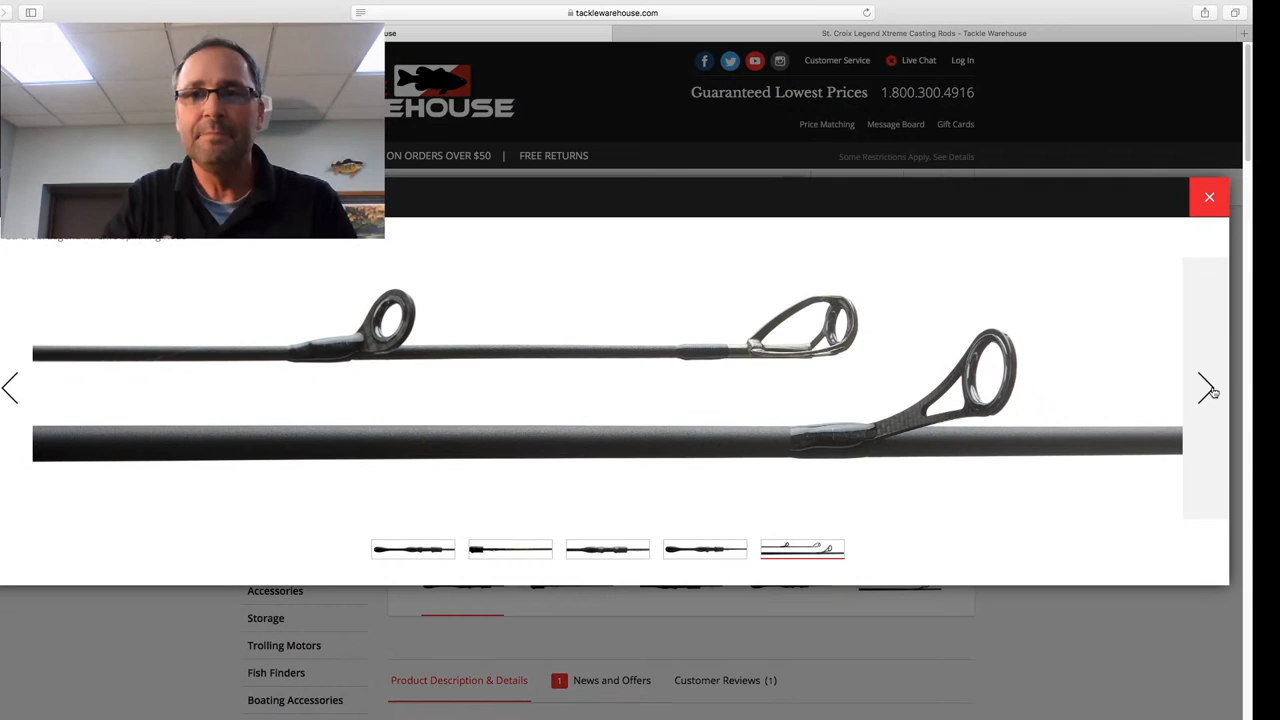 tacklewarehouse.com
use
St. Croix Legend Xtreme Casting Rods - Tackle Warehouse
Customer Service
Live Chat
Log In
EHOUSE
Guaranteed Lowest Prices
1.800.300.4916
Price Matching
Message Board
Gift Cards
ON ORDERS OVER $50 | FREE RETURNS
Some Restrictions Apply. See Details
Accessories
Storage
Trolling Motors
Fish Finders
Boating Accessories
Product Description & Details
1 News and Offers
Customer Reviews (1)